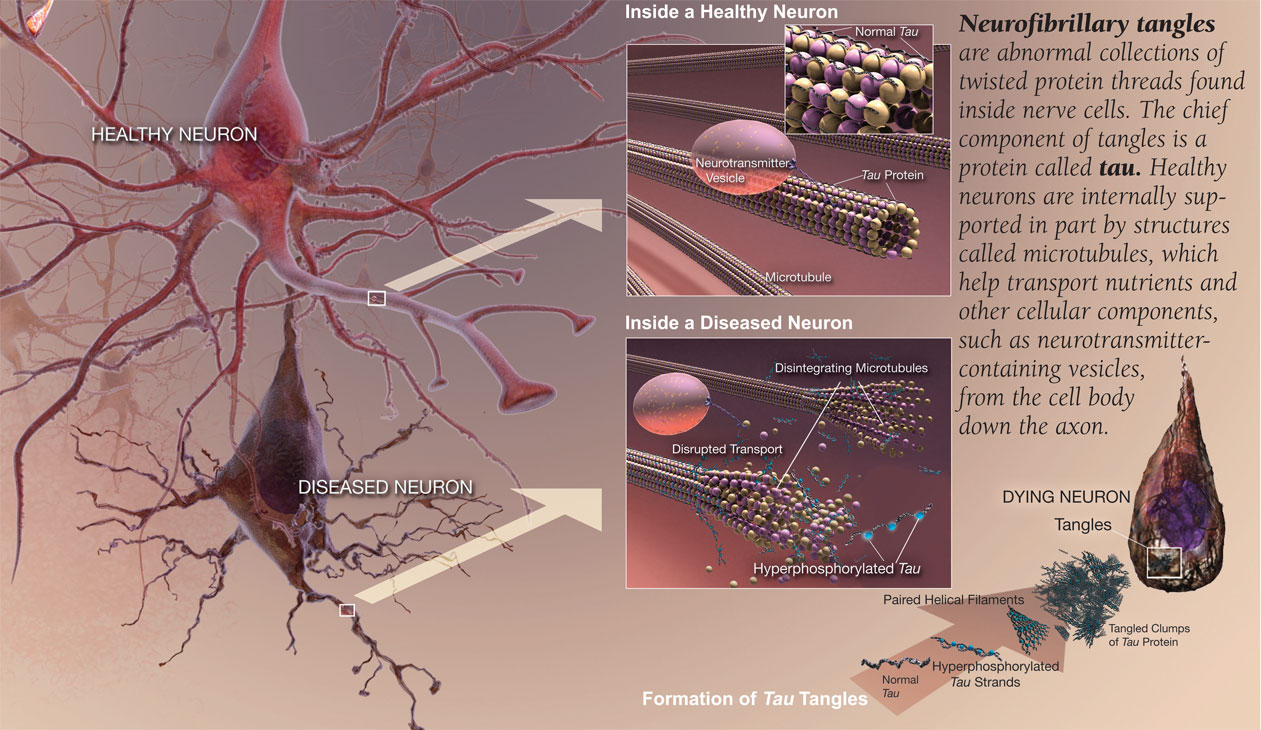 HEALTHY NEURON
DISEASED NEURON
Inside a Healthy Neuron
Normal Tau
Neurotransmitter
Vesicle
Tau Protein
Microtubule
Inside a Diseased Neuron
Disintegrating Microtubules
Disrupted Transport
Hyperphosphorylated Tau
Neurofibrillary tangles
are abnormal collections of
twisted protein threads found
inside nerve cells. The chief
component of tangles is a
protein called tau. Healthy
neurons are internally sup-
ported in part by structures
called microtubules, which
help transport nutrients and
other cellular components,
such as neurotransmitter-
containing vesicles,
from the cell body
down the axon.
DYING NEURON
Tangles
Paired Helical Filaments
Tangled Clumps
of Tau Protein
Hyperphosphorylated
Tau Strands
Normal
Tau
Formation of Tau Tangles